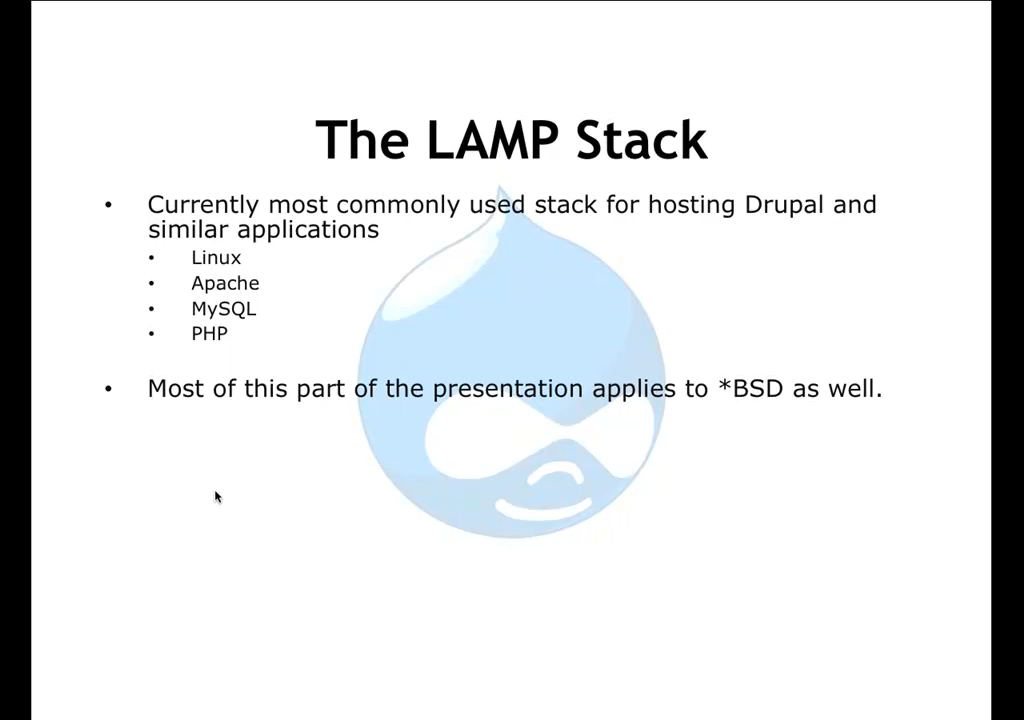 The LAMP Stack
• Currently most commonly used stack for hosting Drupal and
similar applications
• Linux
• Apache
• MySQL
• PHP
• Most of this part of the presentation applies to *BSD as well.